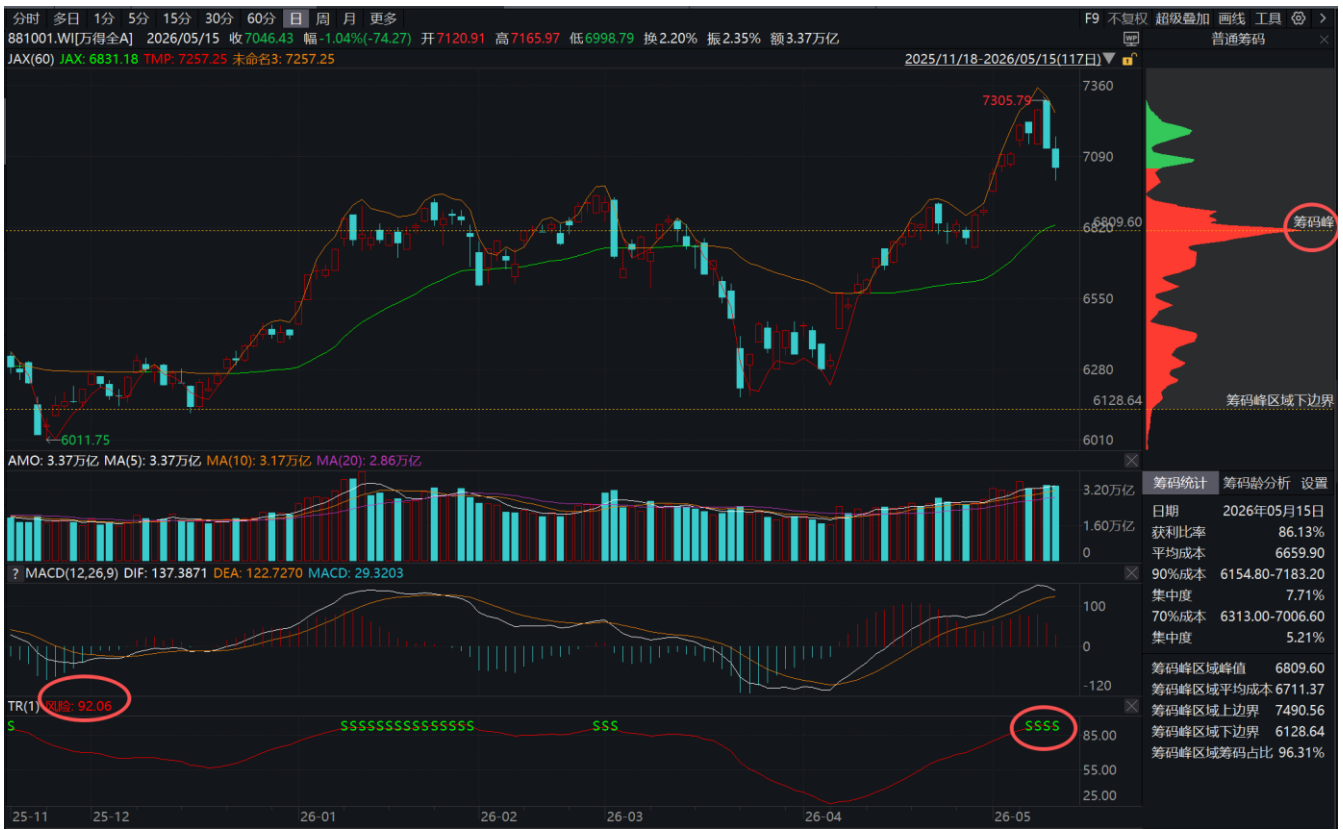 分时 多日 1分 5分 15分 30分 60分 日 周 月 更多 F9 不复权 超级叠加 画线 工具 >
881001.WI[万得全A] 2026/05/15 收7046.43 幅-1.04%(-74.27) 开7120.91 高7165.97 低6998.79 换2.20% 振2.35% 额3.37万亿 WP 普通筹码 ×
JAX(60) JAX: 6831.18 TMP: 7257.25 未命名3: 7257.25 2025/11/18-2026/05/15(117日)▼
7360
7305.79
7090
6809.60
6820
筹码峰
6550
6280
6128.64
筹码峰区域下边界
6011.75
6010
AMO: 3.37万亿 MA(5): 3.37万亿 MA(10): 3.17万亿 MA(20): 2.86万亿
3.20万亿
1.60万亿
0
? MACD(12,26,9) DIF: 137.3871 DEA: 122.7270 MACD: 29.3203
100
0
-120
TR(1) 风险: 92.06
S SSSSSSSSSSSSSSS SSS SSSS
85.00
55.00
25.00
25-11 25-12 26-01 26-02 26-03 26-04 26-05
筹码统计 筹码龄分析 设置
日期 2026年05月15日
获利比率 86.13%
平均成本 6659.90
90%成本 6154.80-7183.20
集中度 7.71%
70%成本 6313.00-7006.60
集中度 5.21%
筹码峰区域峰值 6809.60
筹码峰区域平均成本 6711.37
筹码峰区域上边界 7490.56
筹码峰区域下边界 6128.64
筹码峰区域筹码占比 96.31%